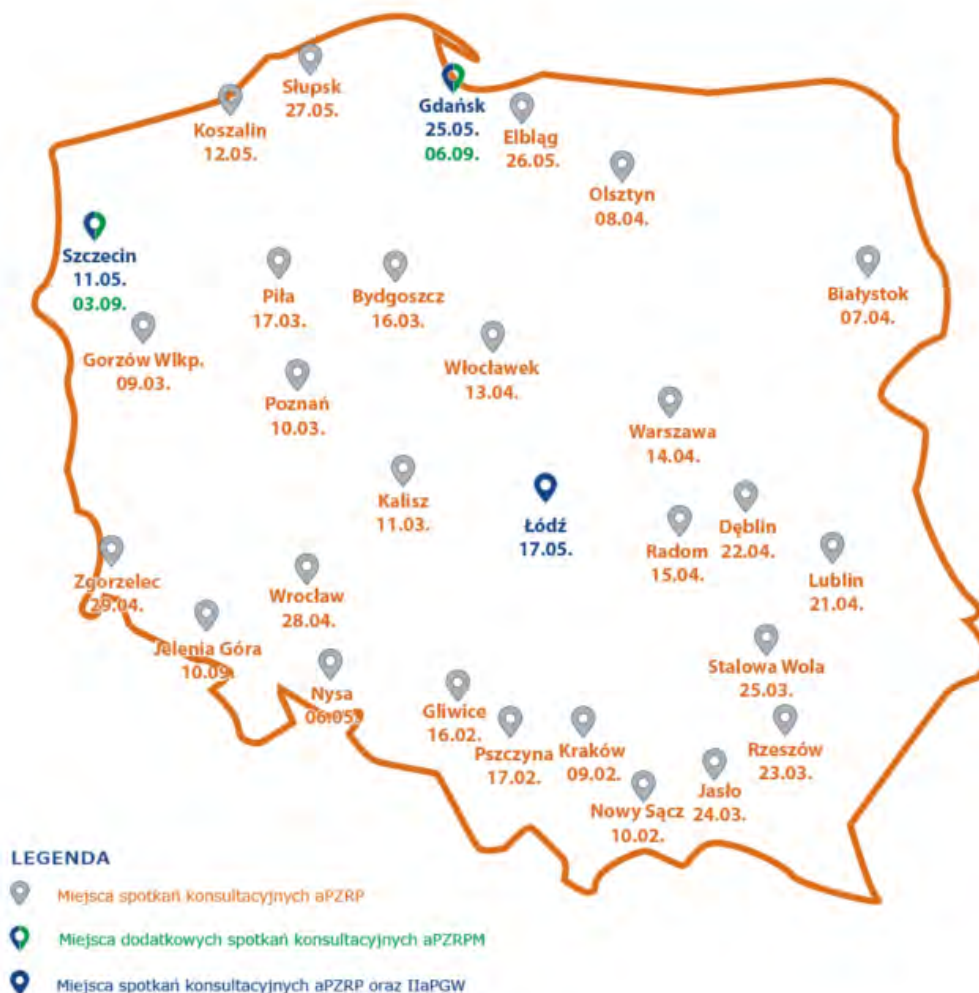 Słupsk
27.05.
Koszalin
12.05.
Gdańsk
25.05.
06.09.
Elbląg
26.05.
Olsztyn
08.04.
Szczecin
11.05.
03.09.
Piła
17.03.
Bydgoszcz
16.03.
Białystok
07.04.
Gorzów Wlkp.
09.03.
Włocławek
13.04.
Poznań
10.03.
Warszawa
14.04.
Kalisz
11.03.
Łódź
17.05.
Dęblin
22.04.
Radom
15.04.
Lublin
21.04.
Zgorzelec
29.04.
Wrocław
28.04.
Jelenia Góra
10.09.
Stalowa Wola
25.03.
Nysa
06.05.
Gliwice
16.02.
Pszczyna
17.02.
Kraków
09.02.
Rzeszów
23.03.
Jasło
24.03.
Nowy Sącz
10.02.
LEGENDA
Miejsca spotkań konsultacyjnych aPZRP
Miejsca dodatkowych spotkań konsultacyjnych aPZRPM
Miejsca spotkań konsultacyjnych aPZRP oraz IIaPGW